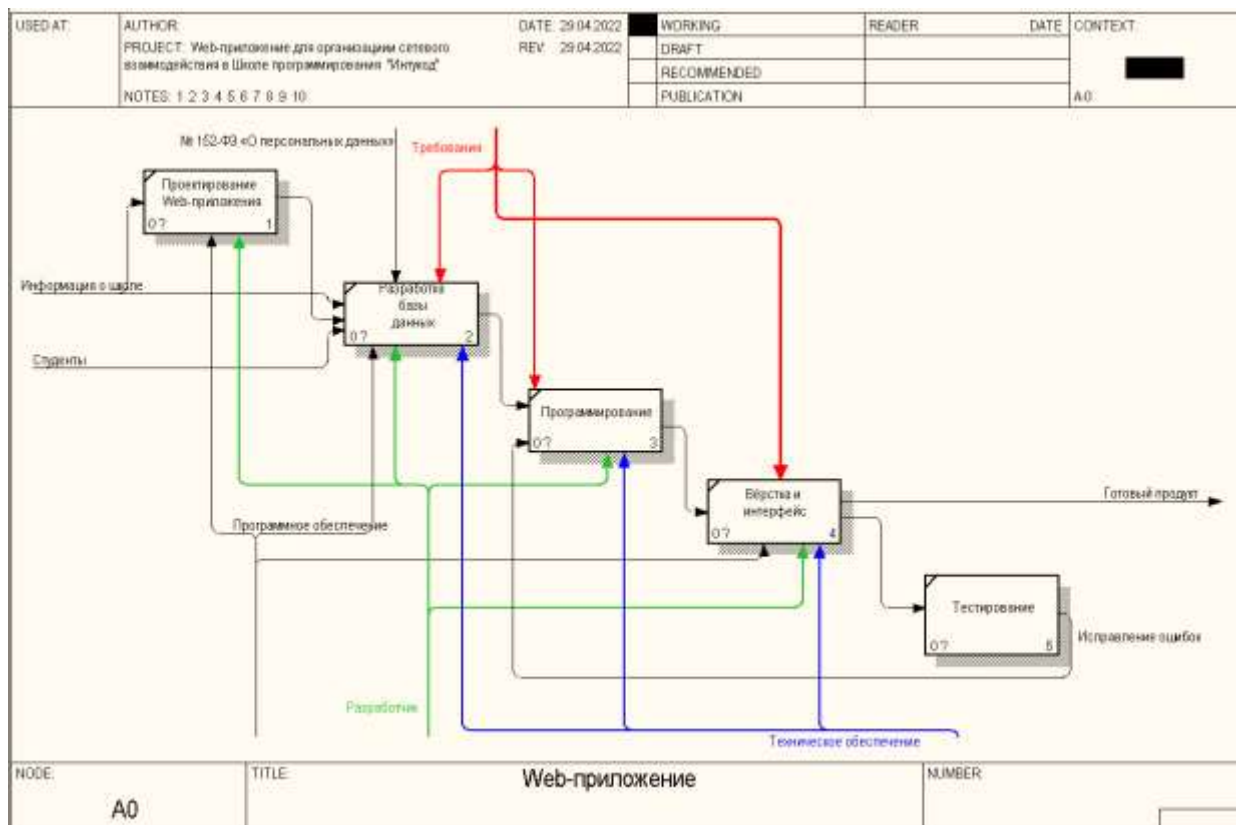 USED AT:
AUTHOR:
DATE: 29.04.2022
WORKING
READER
DATE
CONTEXT:
PROJECT: Web-приложение для организациии сетевого
взаимодействия в Школе программирования "Интукод"
REV: 29.04.2022
DRAFT
RECOMMENDED
NOTES: 1 2 3 4 5 6 7 8 9 10
PUBLICATION
A-0
№ 152-ФЗ «О персональных данных»
Требования
Проектирование
Web-приложения
0 ?
1
Информация о школе
Разработка
базы
данных
0 ?
2
Студенты
Программирование
0 ?
3
Вёрстка и
интерфейс
0 ?
4
Готовый продукт
Программное обеспечение
Тестирование
0 ?
5
Исправление ошибок
Разработчик
Техническое обеспечение
NODE:
TITLE:
Web-приложение
NUMBER:
A0